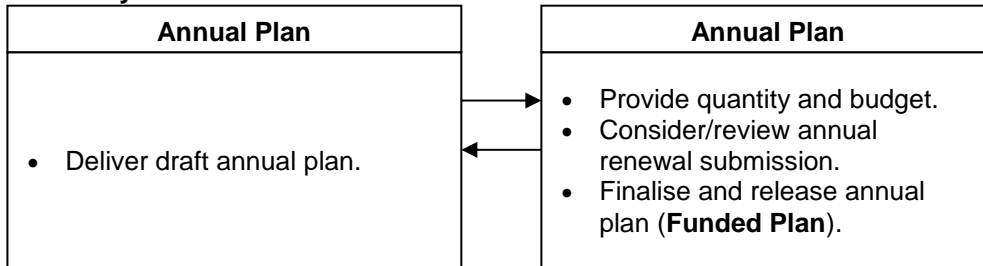 Annual Plan
• Deliver draft annual plan.
Annual Plan
• Provide quantity and budget.
• Consider/review annual
renewal submission.
• Finalise and release annual
plan (Funded Plan).